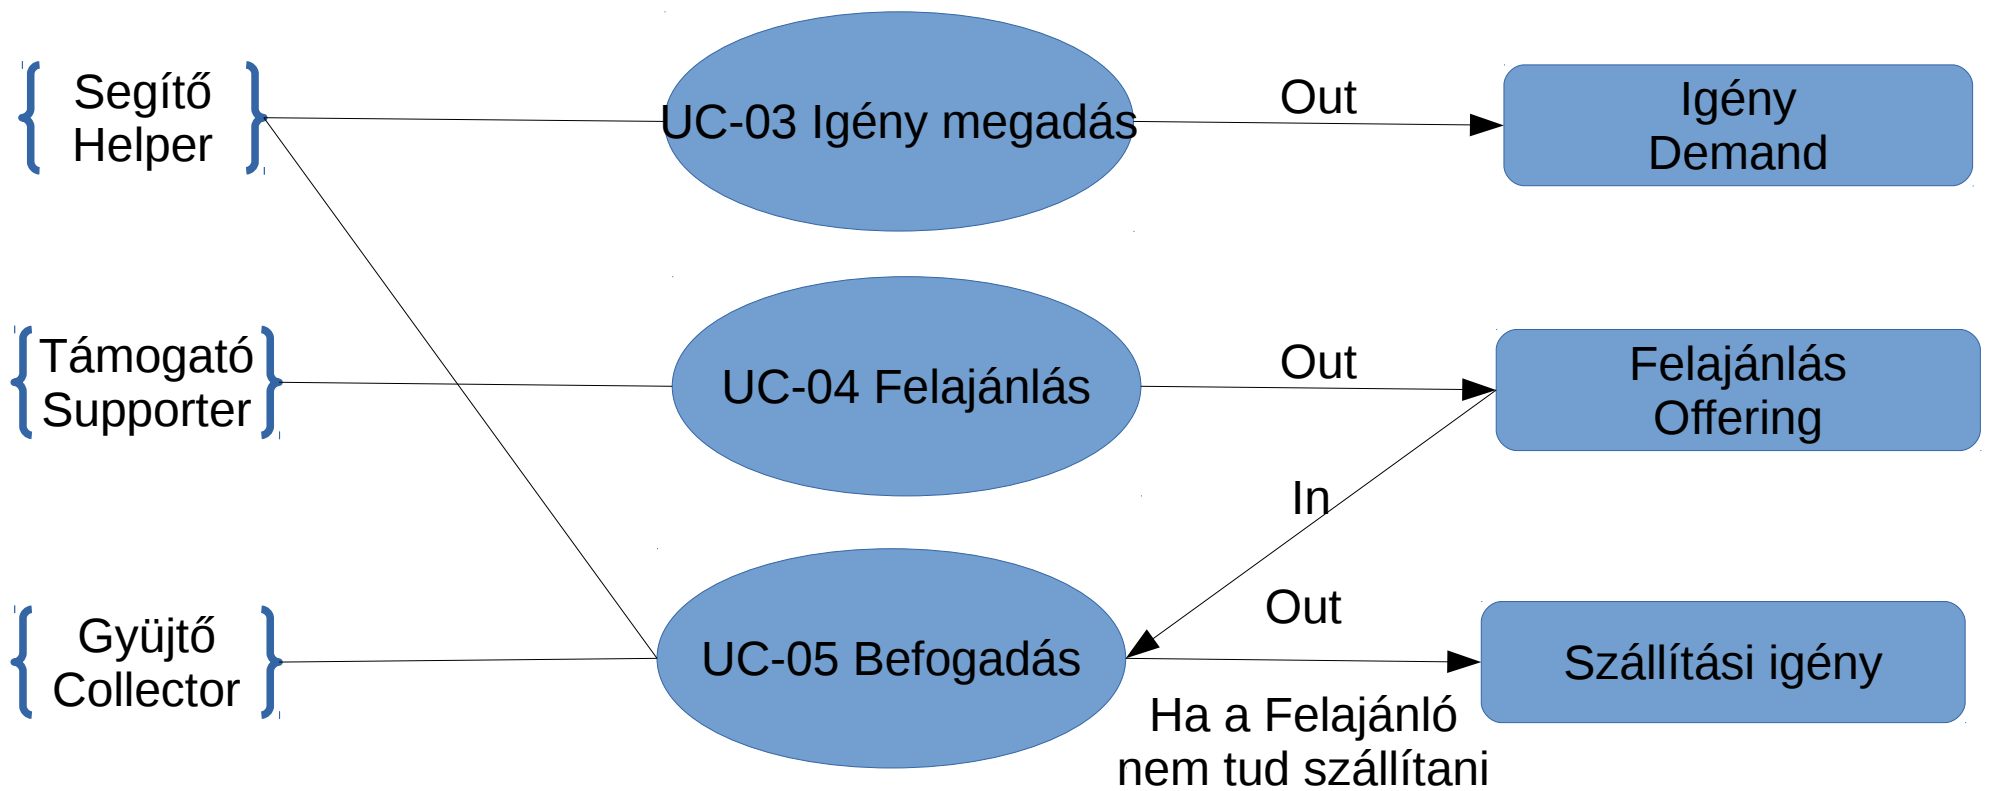 Segítő
Helper
UC-03 Igény megadás
Out
Igény
Demand
Támogató
Supporter
UC-04 Felajánlás
Out
Felajánlás
Offering
In
Gyüjtő
Collector
UC-05 Befogadás
Out
Szállítási igény
Ha a Felajánló
nem tud szállítani